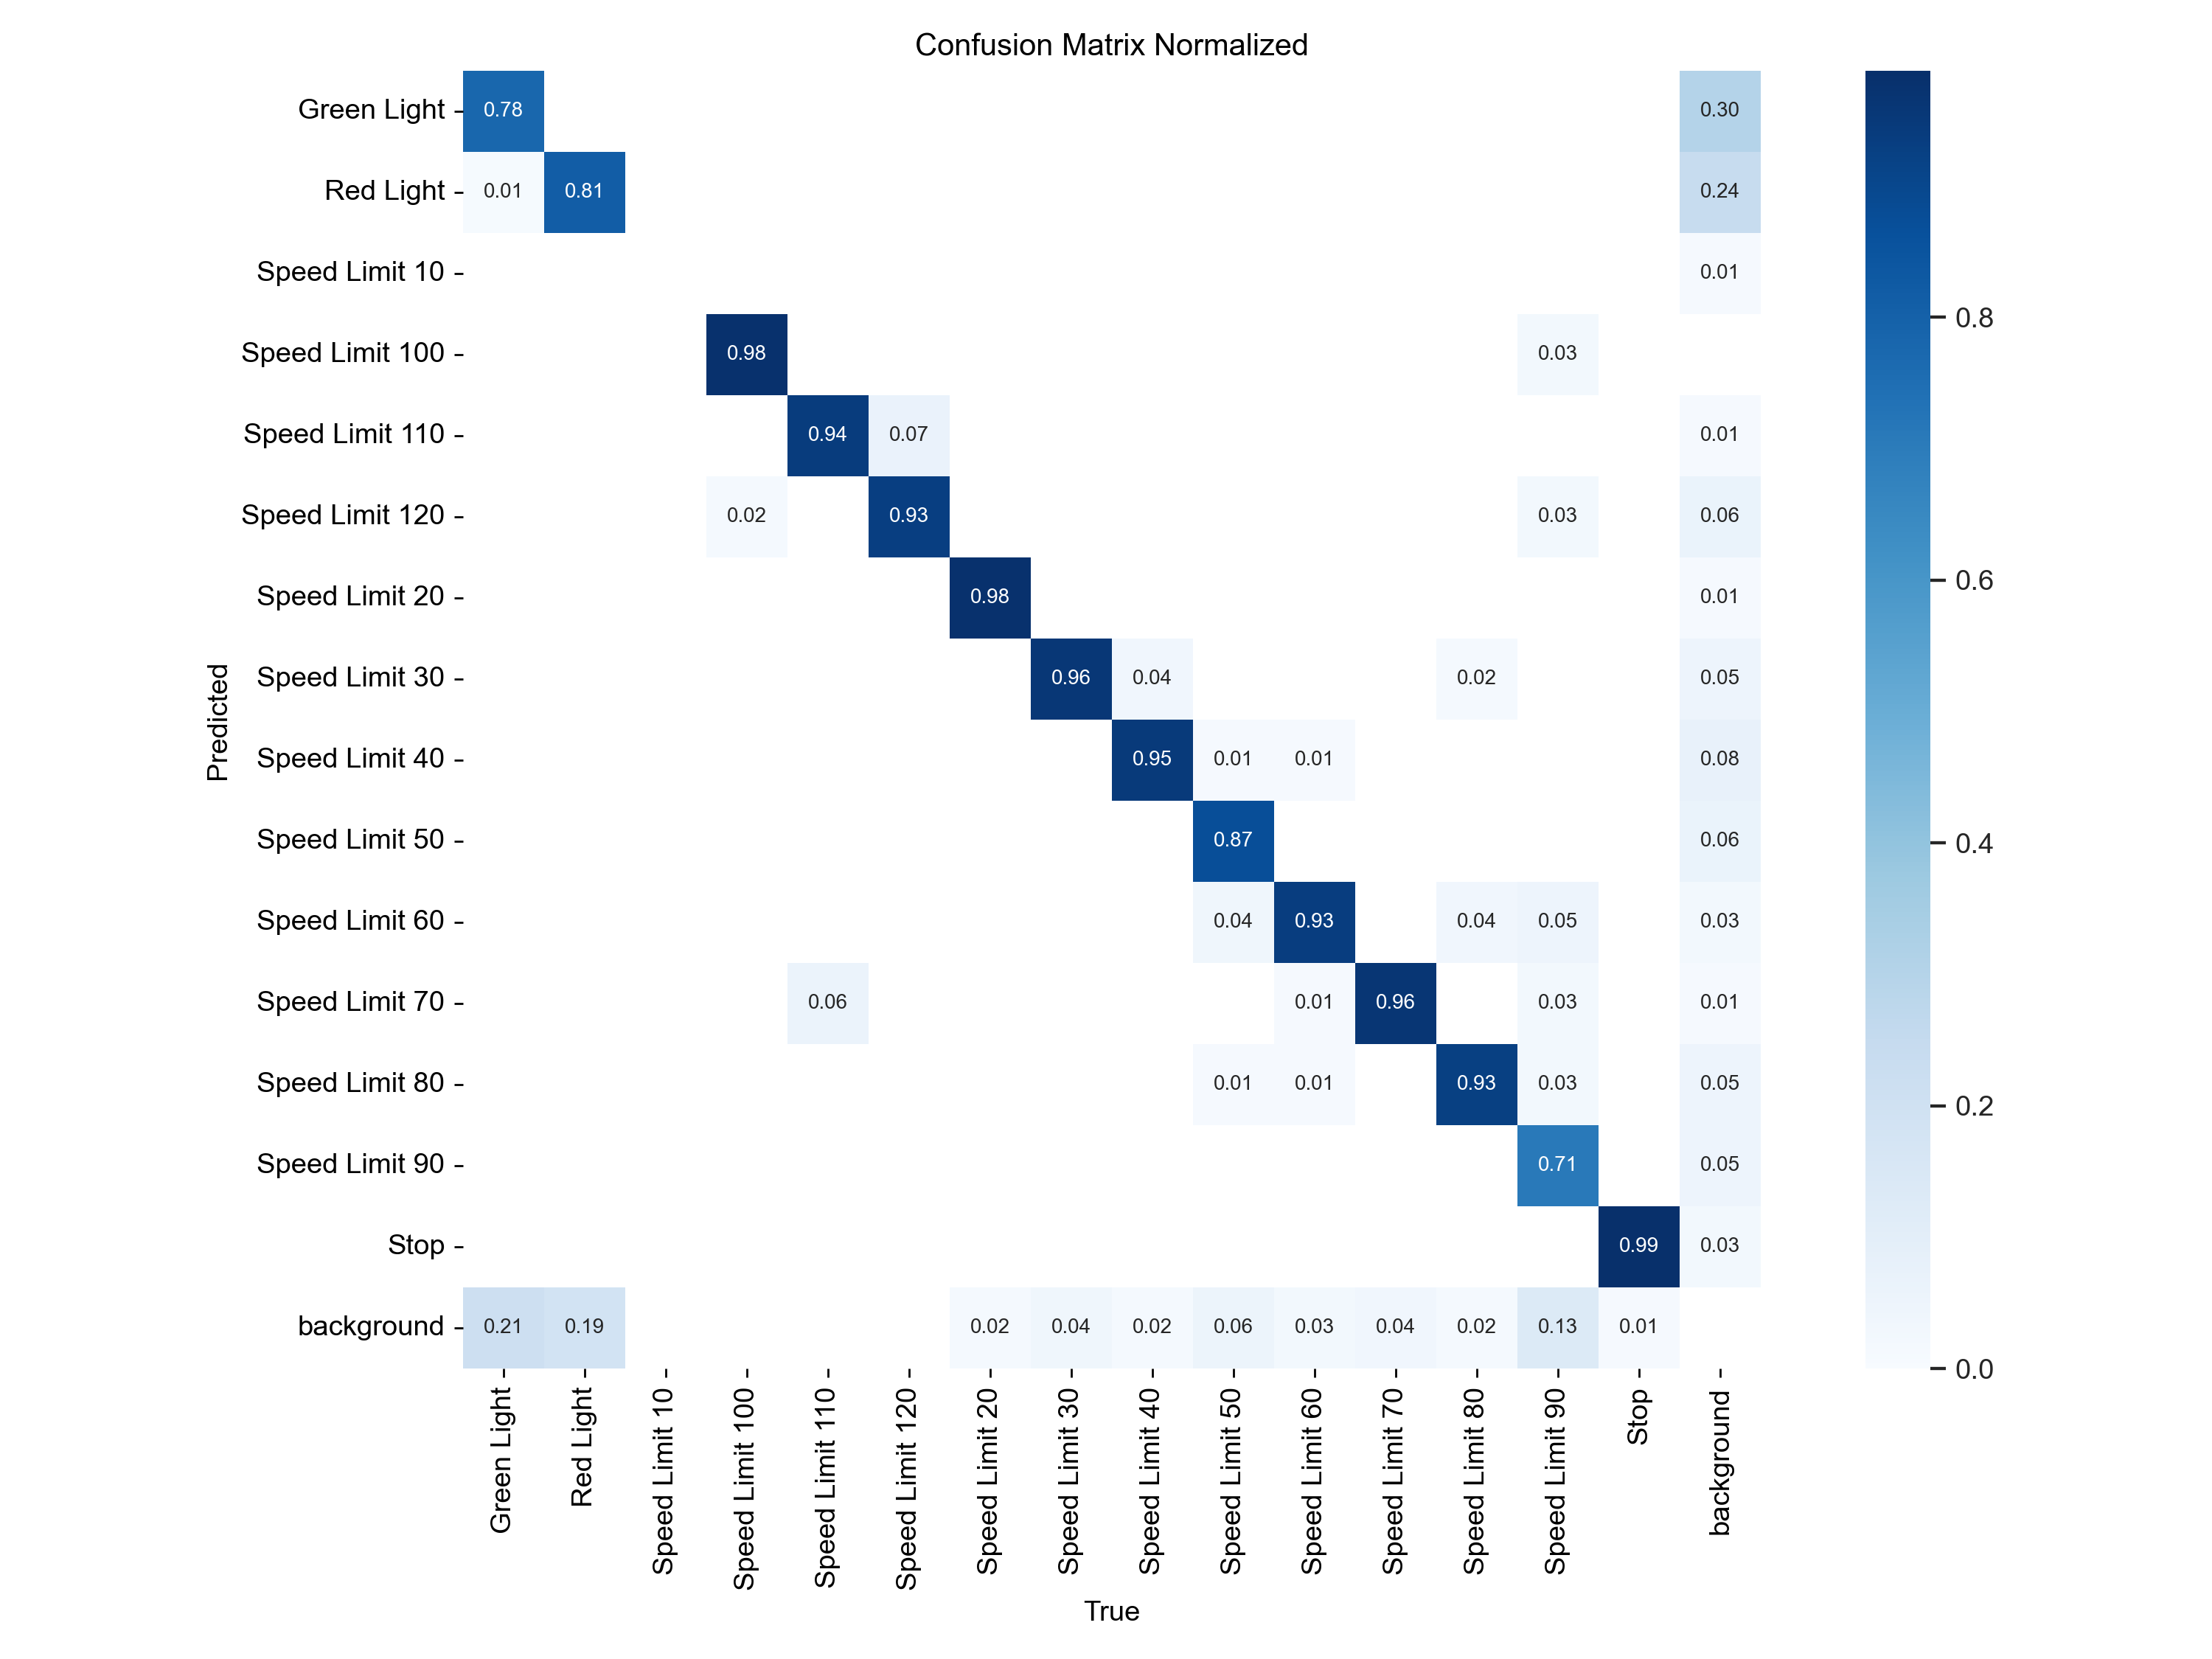 Confusion Matrix Normalized
Green Light 0.78 0.30
Red Light 0.01 0.81 0.24
Speed Limit 10 0.01
Speed Limit 100 0.98 0.03
0.8
Speed Limit 110 0.94 0.07 0.01
Speed Limit 120 0.02 0.93 0.03 0.06
0.6
Speed Limit 20 0.98 0.01
Speed Limit 30 0.96 0.04 0.02 0.05
Predicted
Speed Limit 40 0.95 0.01 0.01 0.08
Speed Limit 50 0.87 0.06
0.4
Speed Limit 60 0.04 0.93 0.04 0.05 0.03
Speed Limit 70 0.06 0.01 0.96 0.03 0.01
Speed Limit 80 0.01 0.01 0.93 0.03 0.05
0.2
Speed Limit 90 0.71 0.05
Stop 0.99 0.03
background 0.21 0.19 0.02 0.04 0.02 0.06 0.03 0.04 0.02 0.13 0.01
0.0
Green Light
Red Light
Speed Limit 10
Speed Limit 100
Speed Limit 110
Speed Limit 120
Speed Limit 20
Speed Limit 30
Speed Limit 40
Speed Limit 50
Speed Limit 60
Speed Limit 70
Speed Limit 80
Speed Limit 90
Stop
background
True